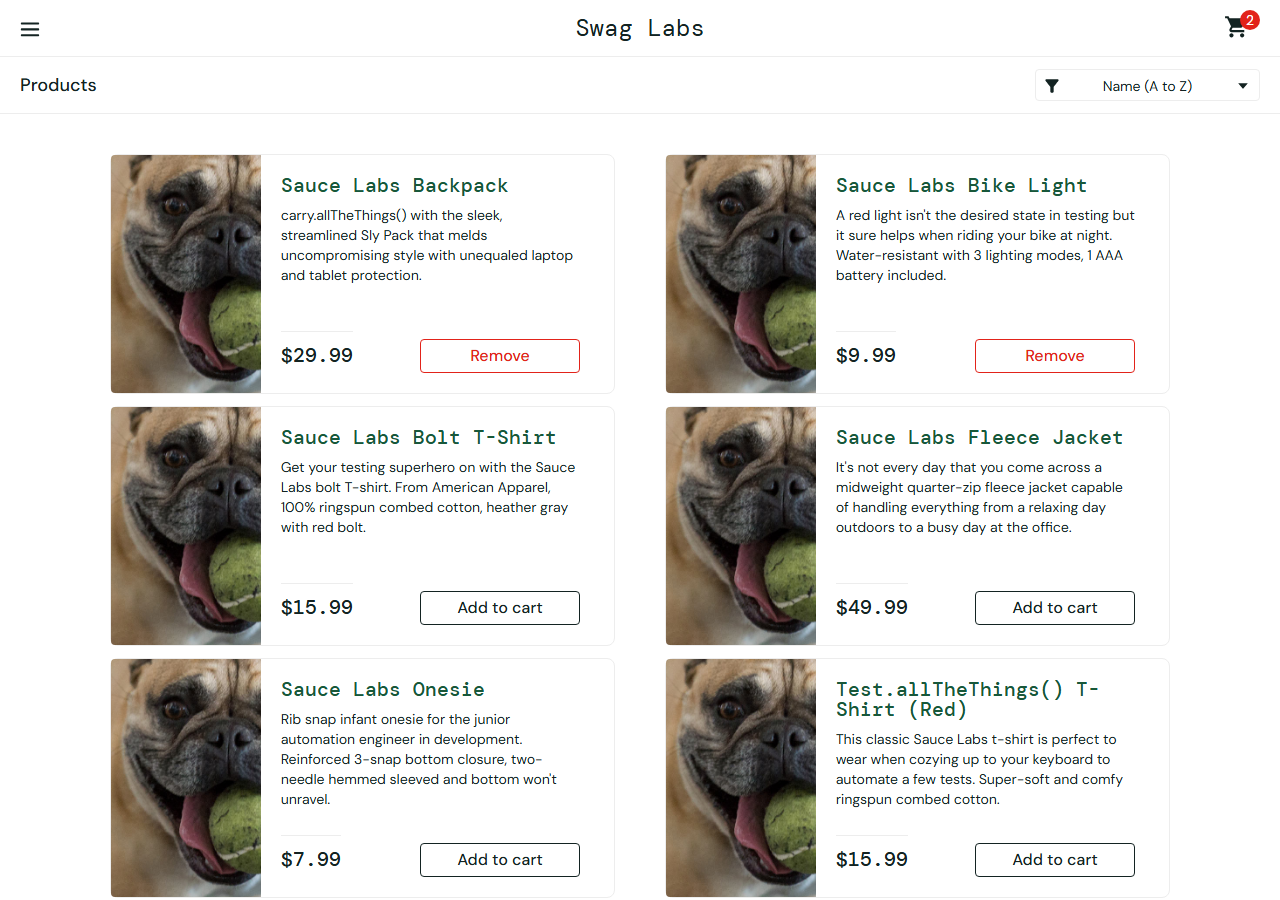 Swag Labs
2
Products
Name (A to Z)
Sauce Labs Backpack
carry.allTheThings() with the sleek,
streamlined Sly Pack that melds
uncompromising style with unequaled laptop
and tablet protection.
$29.99
Remove
Sauce Labs Bike Light
A red light isn't the desired state in testing but
it sure helps when riding your bike at night.
Water-resistant with 3 lighting modes, 1 AAA
battery included.
$9.99
Remove
Sauce Labs Bolt T-Shirt
Get your testing superhero on with the Sauce
Labs bolt T-shirt. From American Apparel,
100% ringspun combed cotton, heather gray
with red bolt.
$15.99
Add to cart
Sauce Labs Fleece Jacket
It's not every day that you come across a
midweight quarter-zip fleece jacket capable
of handling everything from a relaxing day
outdoors to a busy day at the office.
$49.99
Add to cart
Sauce Labs Onesie
Rib snap infant onesie for the junior
automation engineer in development.
Reinforced 3-snap bottom closure, two-
needle hemmed sleeved and bottom won't
unravel.
$7.99
Add to cart
Test.allTheThings() T-
Shirt (Red)
This classic Sauce Labs t-shirt is perfect to
wear when cozying up to your keyboard to
automate a few tests. Super-soft and comfy
ringspun combed cotton.
$15.99
Add to cart